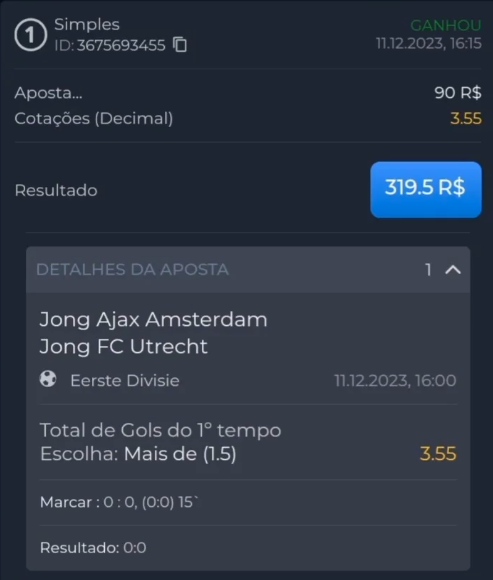 1
Simples
GANHOU
ID: 3675693455
11.12.2023, 16:15
Aposta...
90 R$
Cotações (Decimal)
3.55
Resultado
319.5 R$
DETALHES DA APOSTA
1
Jong Ajax Amsterdam
Jong FC Utrecht
Eerste Divisie
11.12.2023, 16:00
Total de Gols do 1º tempo
Escolha: Mais de (1.5)
3.55
Marcar : 0 : 0, (0:0) 15`
Resultado: 0:0